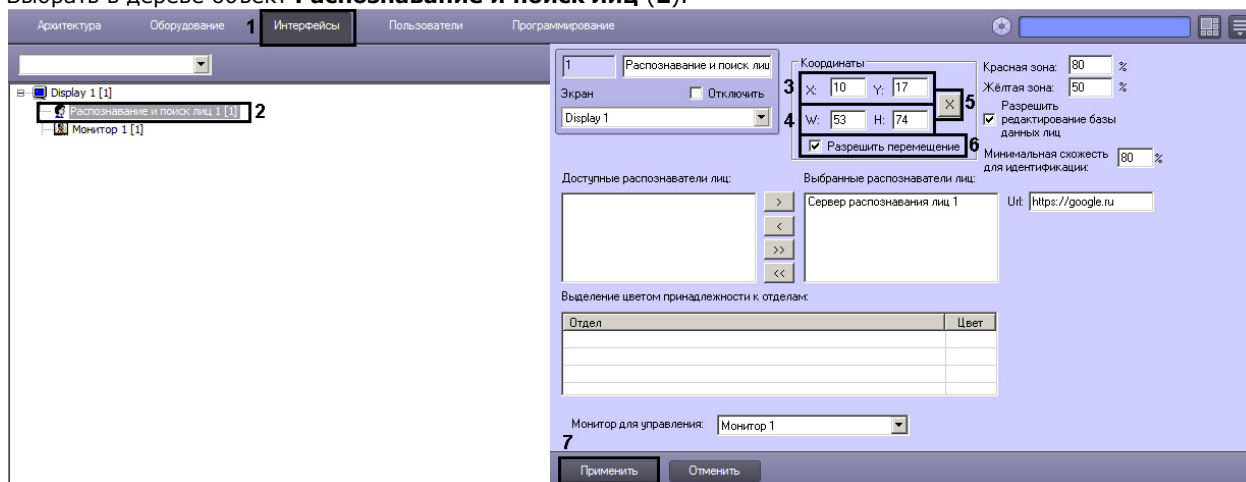 Выбрать в дереве объект Распознавание и поиск лиц (2).
Архитектура Оборудование 1 Интерфейсы Пользователи Программирование
Display 1 [1]
Распознавание и поиск лиц 1 [1] 2
Монитор 1 [1]
1 Распознавание и поиск лиц
Экран Отключить
Display 1
Координаты
3 X: 10 Y: 17
4 W: 53 H: 74
X 5
Разрешить перемещение 6
Красная зона: 80 %
Жёлтая зона: 50 %
Разрешить
редактирование базы
данных лиц
Минимальная схожесть
для идентификации: 80 %
Доступные распознаватели лиц:
Выбранные распознаватели лиц:
Сервер распознавания лиц 1
>
<
>>
<<
Url: https://google.ru
Выделение цветом принадлежности к отделам:
Отдел Цвет
Монитор для управления: Монитор 1
7
Применить Отменить